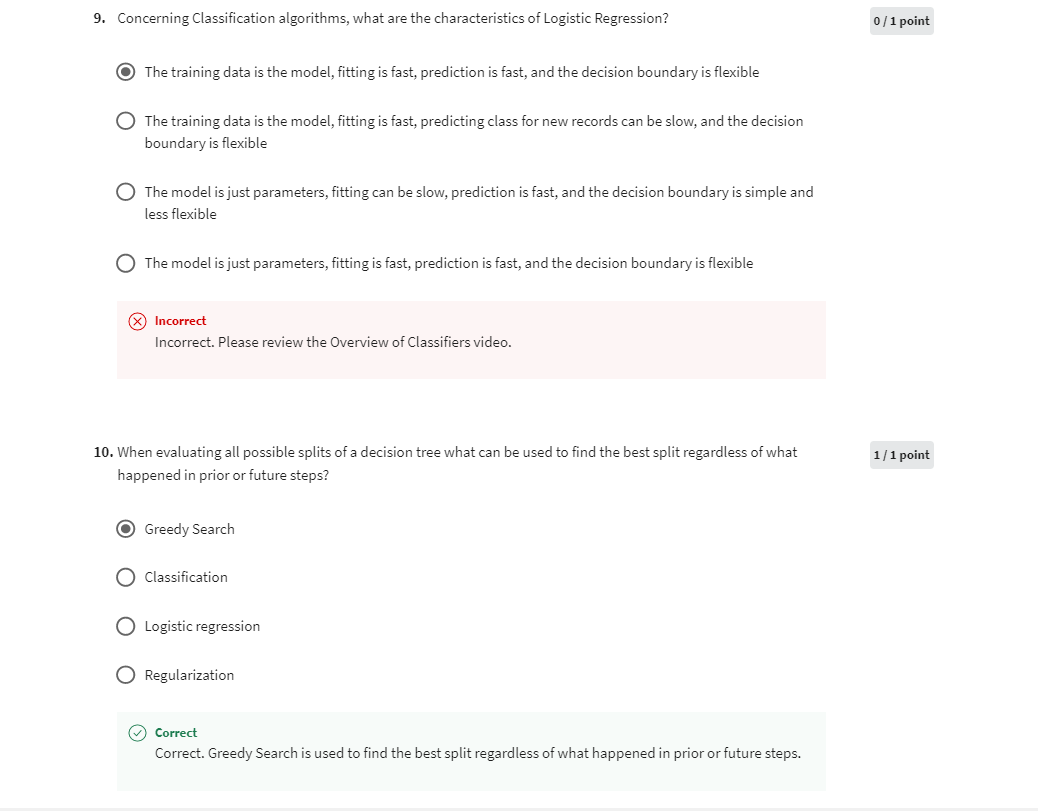 9. Concerning Classification algorithms, what are the characteristics of Logistic Regression?
0 / 1 point
The training data is the model, fitting is fast, prediction is fast, and the decision boundary is flexible
The training data is the model, fitting is fast, predicting class for new records can be slow, and the decision
boundary is flexible
The model is just parameters, fitting can be slow, prediction is fast, and the decision boundary is simple and
less flexible
The model is just parameters, fitting is fast, prediction is fast, and the decision boundary is flexible
Incorrect
Incorrect. Please review the Overview of Classifiers video.
10. When evaluating all possible splits of a decision tree what can be used to find the best split regardless of what
happened in prior or future steps?
1 / 1 point
Greedy Search
Classification
Logistic regression
Regularization
Correct
Correct. Greedy Search is used to find the best split regardless of what happened in prior or future steps.